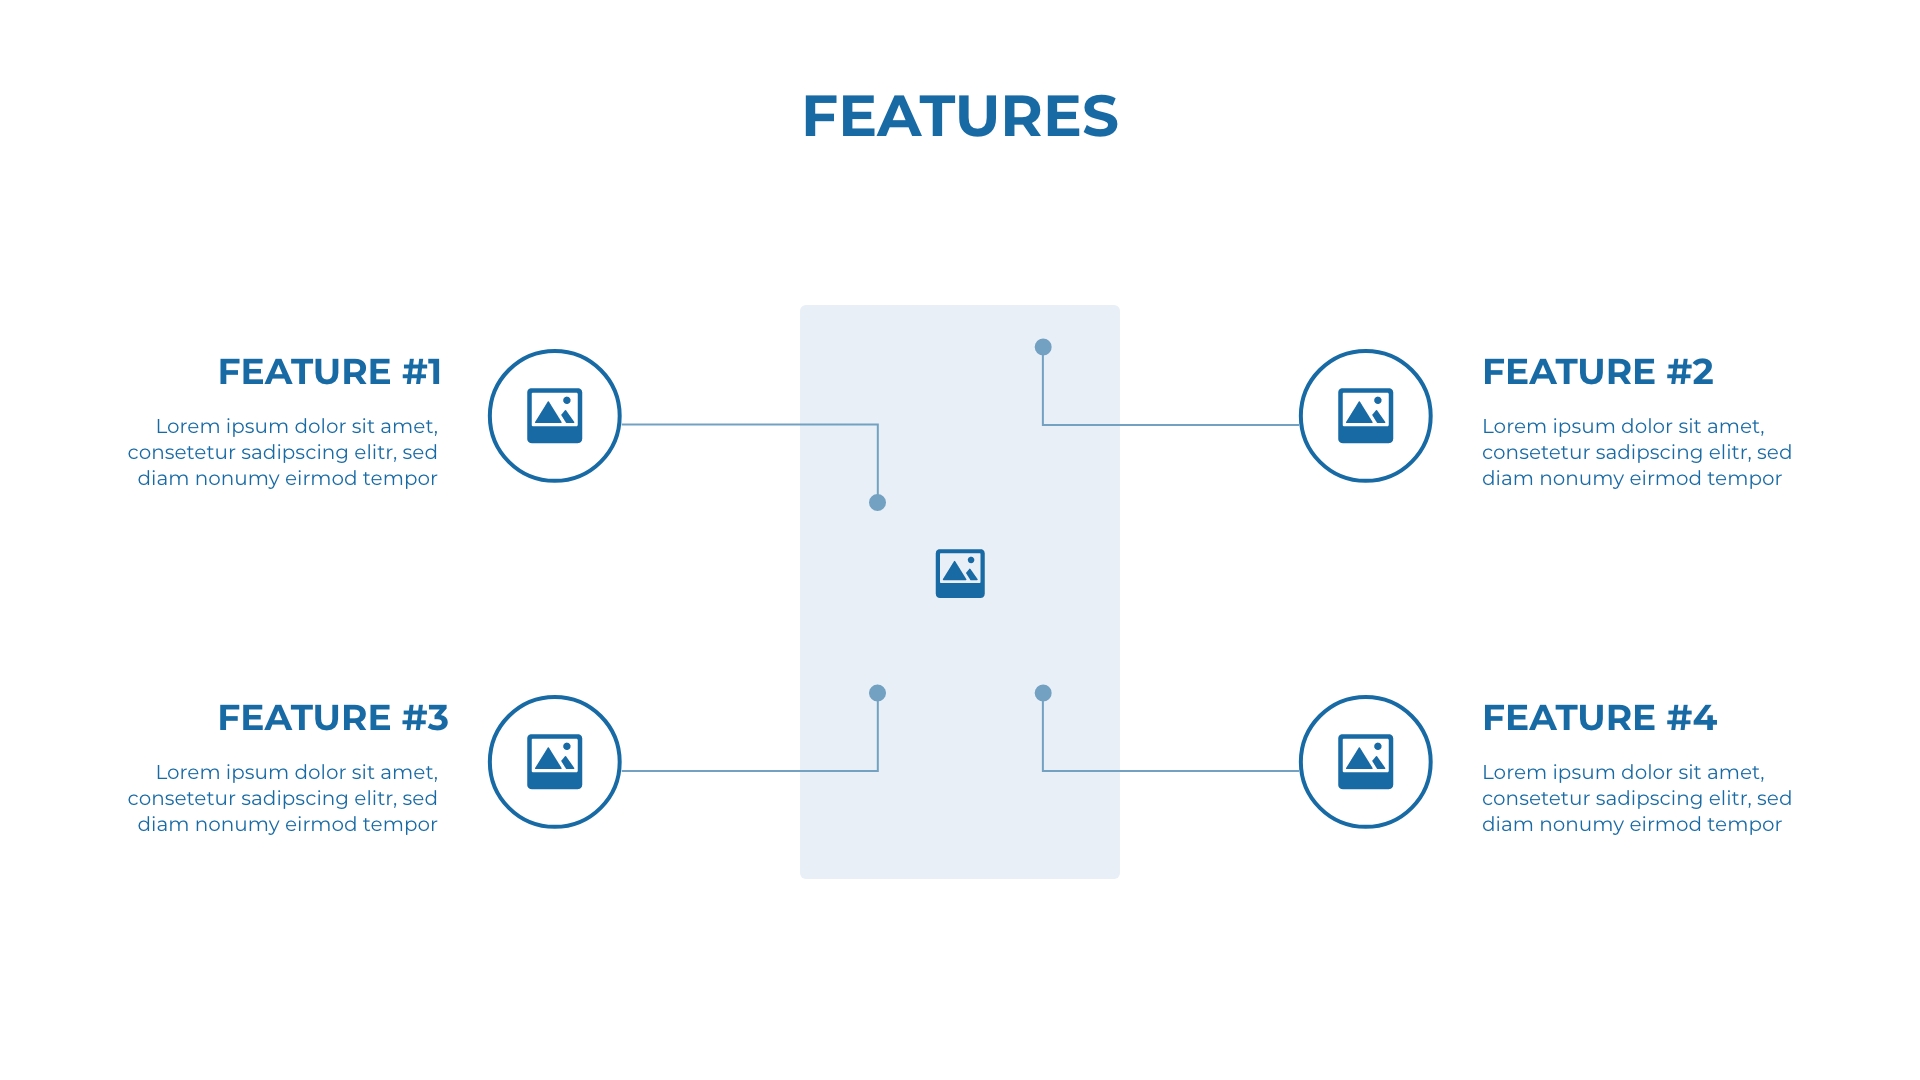 FEATURES
FEATURE #1
Lorem ipsum dolor sit amet,
consetetur sadipscing elitr, sed
diam nonumy eirmod tempor
FEATURE #2
Lorem ipsum dolor sit amet,
consetetur sadipscing elitr, sed
diam nonumy eirmod tempor
FEATURE #3
Lorem ipsum dolor sit amet,
consetetur sadipscing elitr, sed
diam nonumy eirmod tempor
FEATURE #4
Lorem ipsum dolor sit amet,
consetetur sadipscing elitr, sed
diam nonumy eirmod tempor